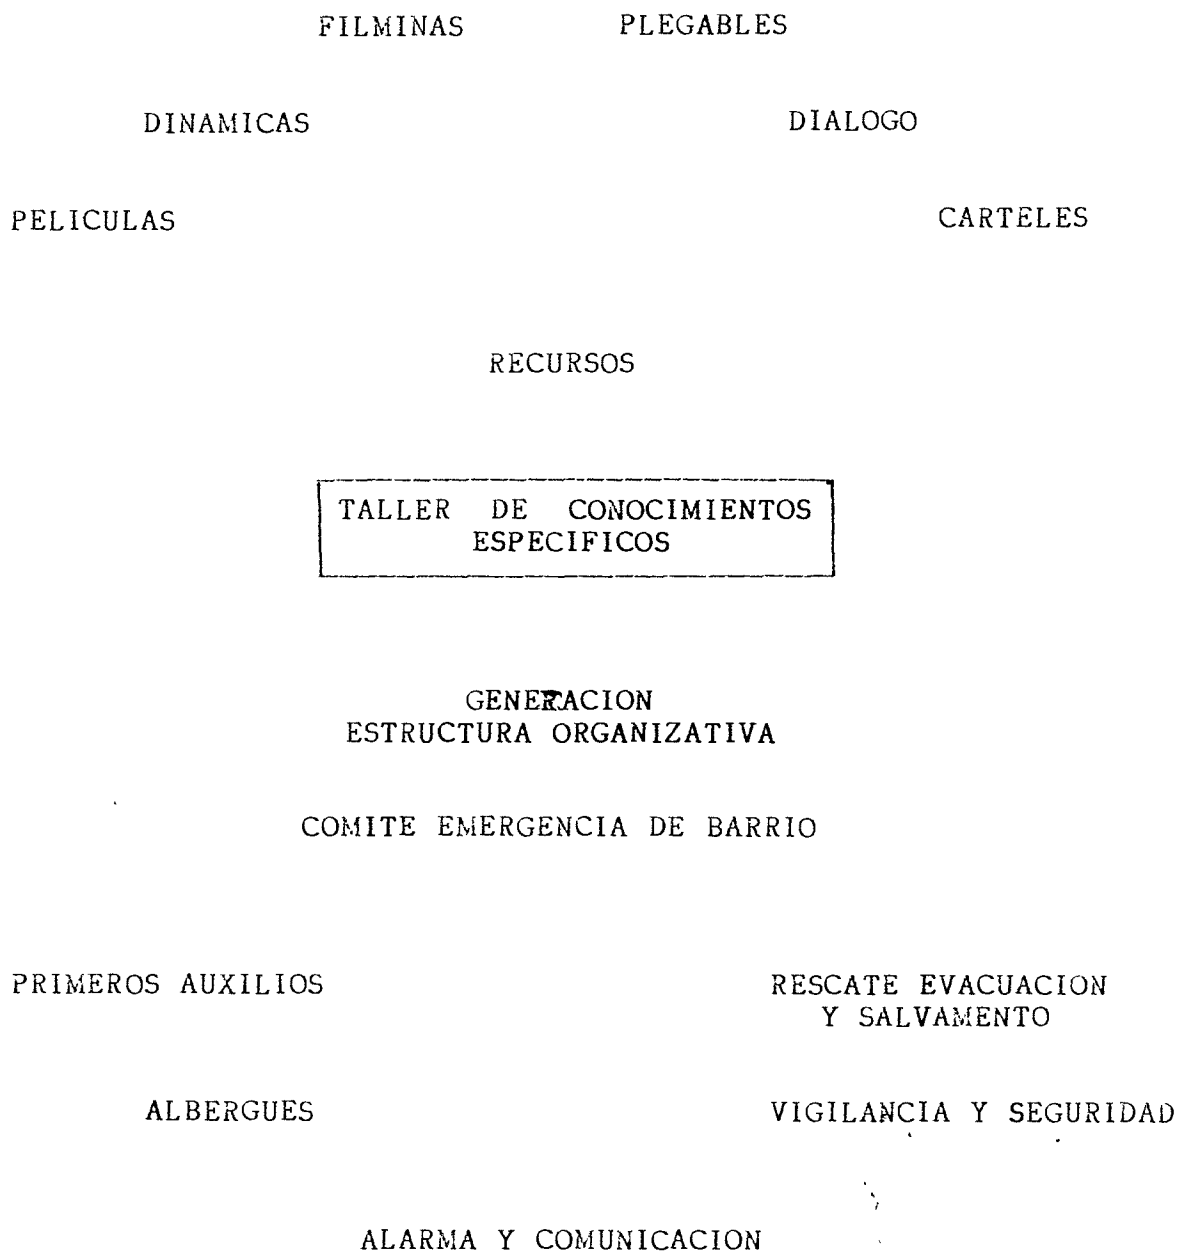 FILMINAS PLEGABLES
DINAMICAS DIALOGO
PELICULAS CARTELES
RECURSOS
TALLER DE CONOCIMIENTOS
ESPECIFICOS
GENERACION
ESTRUCTURA ORGANIZATIVA
COMITE EMERGENCIA DE BARRIO
PRIMEROS AUXILIOS RESCATE EVACUACION
Y SALVAMENTO
ALBERGUES VIGILANCIA Y SEGURIDAD
ALARMA Y COMUNICACION